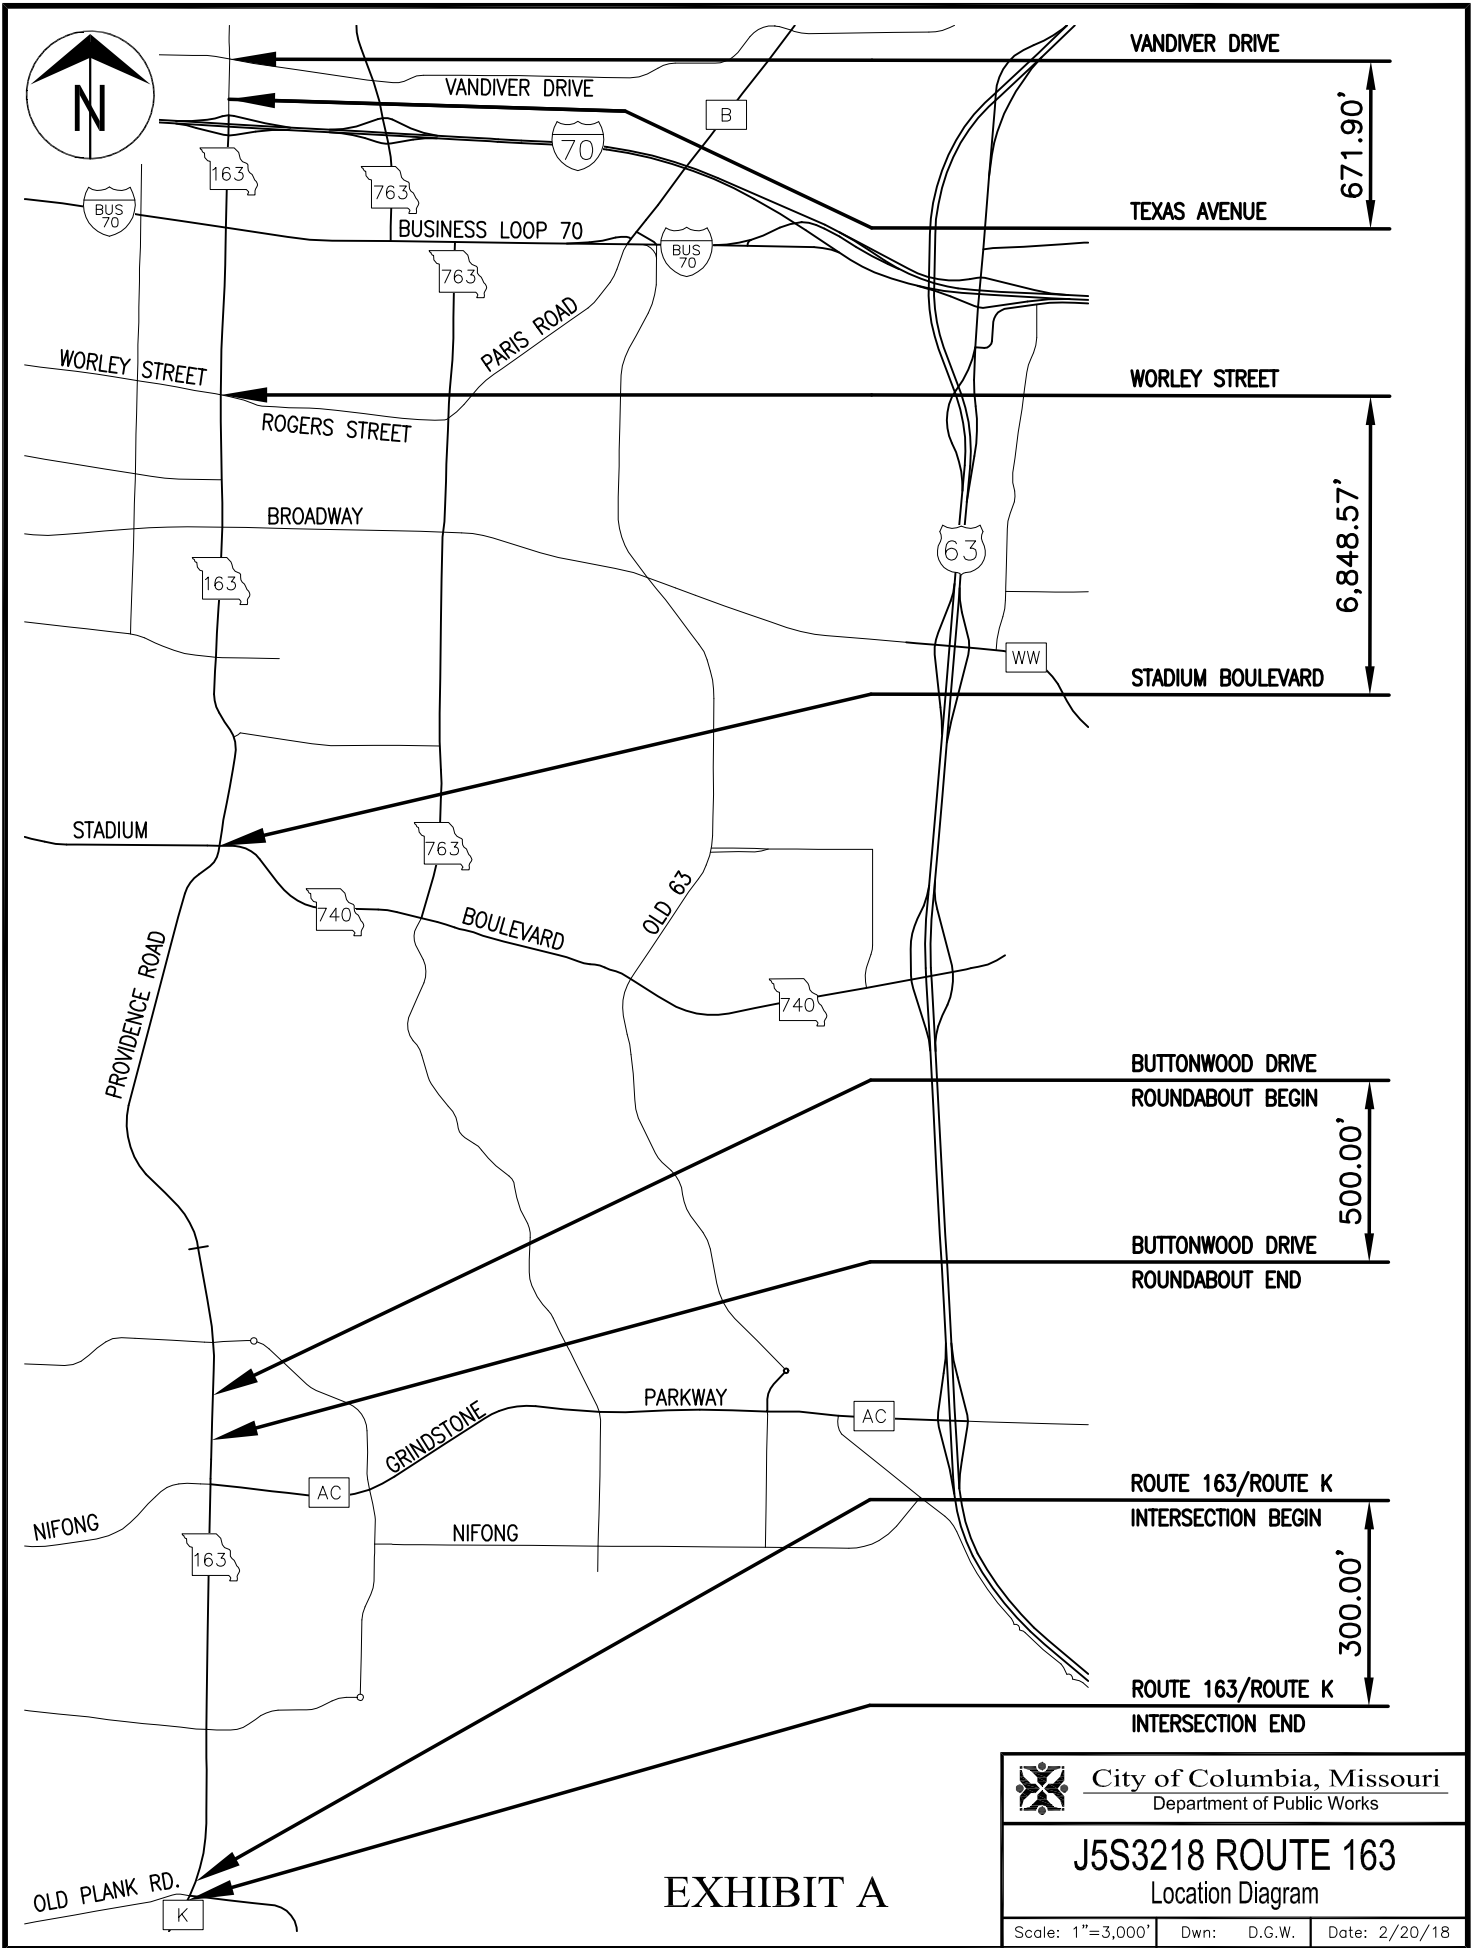 VANDIVER DRIVE
N
VANDIVER DRIVE
671.90'
B
70
163
763
BUS
70
TEXAS AVENUE
BUSINESS LOOP 70
BUS
70
763
PARIS ROAD
WORLEY STREET
WORLEY STREET
ROGERS STREET
BROADWAY
6,848.57'
63
163
WW
STADIUM BOULEVARD
STADIUM
763
OLD 63
740
BOULEVARD
PROVIDENCE ROAD
740
BUTTONWOOD DRIVE
ROUNDABOUT BEGIN
500.00'
BUTTONWOOD DRIVE
ROUNDABOUT END
PARKWAY
AC
GRINDSTONE
AC
ROUTE 163/ROUTE K
INTERSECTION BEGIN
NIFONG
NIFONG
163
300.00'
ROUTE 163/ROUTE K
INTERSECTION END
City of Columbia, Missouri
Department of Public Works
J5S3218 ROUTE 163
Location Diagram
Scale: 1"=3,000' Dwn: D.G.W. Date: 2/20/18
OLD PLANK RD.
K
EXHIBIT A